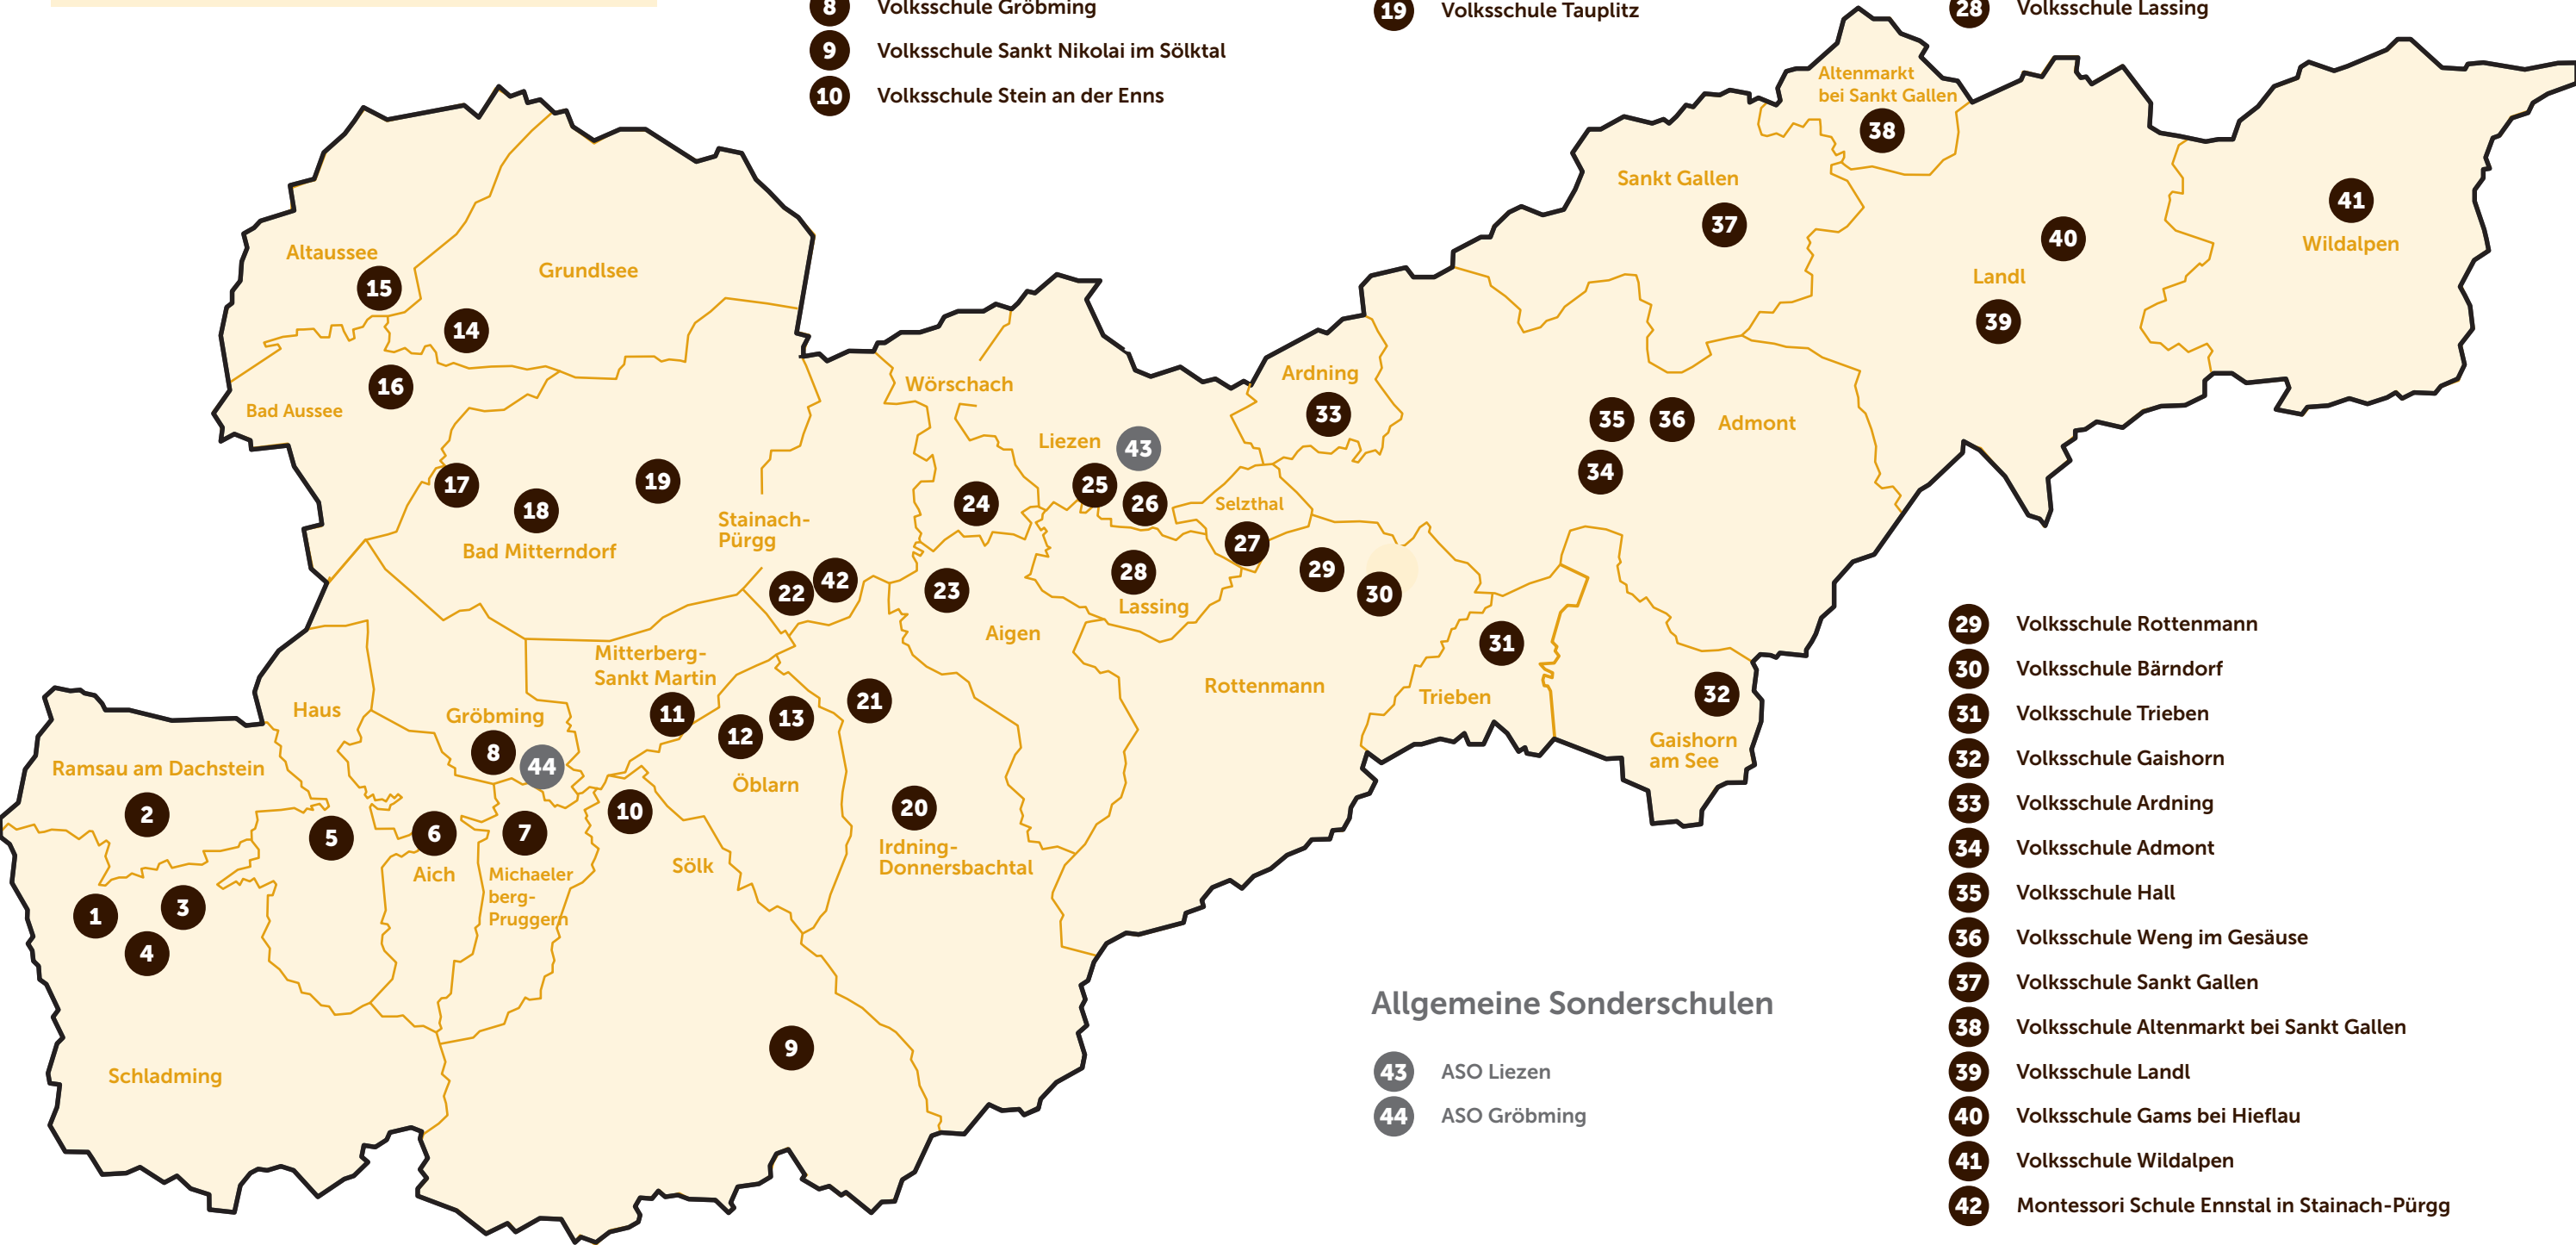 8 Volksschule Gröbming
9 Volksschule Sankt Nikolai im Sölktal
10 Volksschule Stein an der Enns
19 Volksschule Tauplitz
28 Volksschule Lassing
Altenmarkt
bei Sankt Gallen
38
Sankt Gallen
37
41
Wildalpen
40
Landl
39
Altaussee
15
Grundlsee
14
16
Bad Aussee
Wörschach
Ardning
33
35
36
Admont
34
Liezen
43
25
26
24
Selzthal
27
17
18
19
Bad Mitterndorf
Stainach-
Pürgg
22
42
23
Aigen
28
Lassing
29
30
31
Trieben
32
Gaishorn
am See
Rottenmann
Mitterberg-
Sankt Martin
11
12
13
21
Öblarn
20
Irdning-
Donnersbachtal
Haus
Gröbming
8
44
Ramsau am Dachstein
2
5
6
Aich
7
Michaeler
berg-
Pruggern
10
Sölk
1
3
4
9
Schladming
29 Volksschule Rottenmann
30 Volksschule Bärndorf
31 Volksschule Trieben
32 Volksschule Gaishorn
33 Volksschule Ardning
34 Volksschule Admont
35 Volksschule Hall
36 Volksschule Weng im Gesäuse
37 Volksschule Sankt Gallen
38 Volksschule Altenmarkt bei Sankt Gallen
39 Volksschule Landl
40 Volksschule Gams bei Hieflau
41 Volksschule Wildalpen
42 Montessori Schule Ennstal in Stainach-Pürgg
Allgemeine Sonderschulen
43 ASO Liezen
44 ASO Gröbming